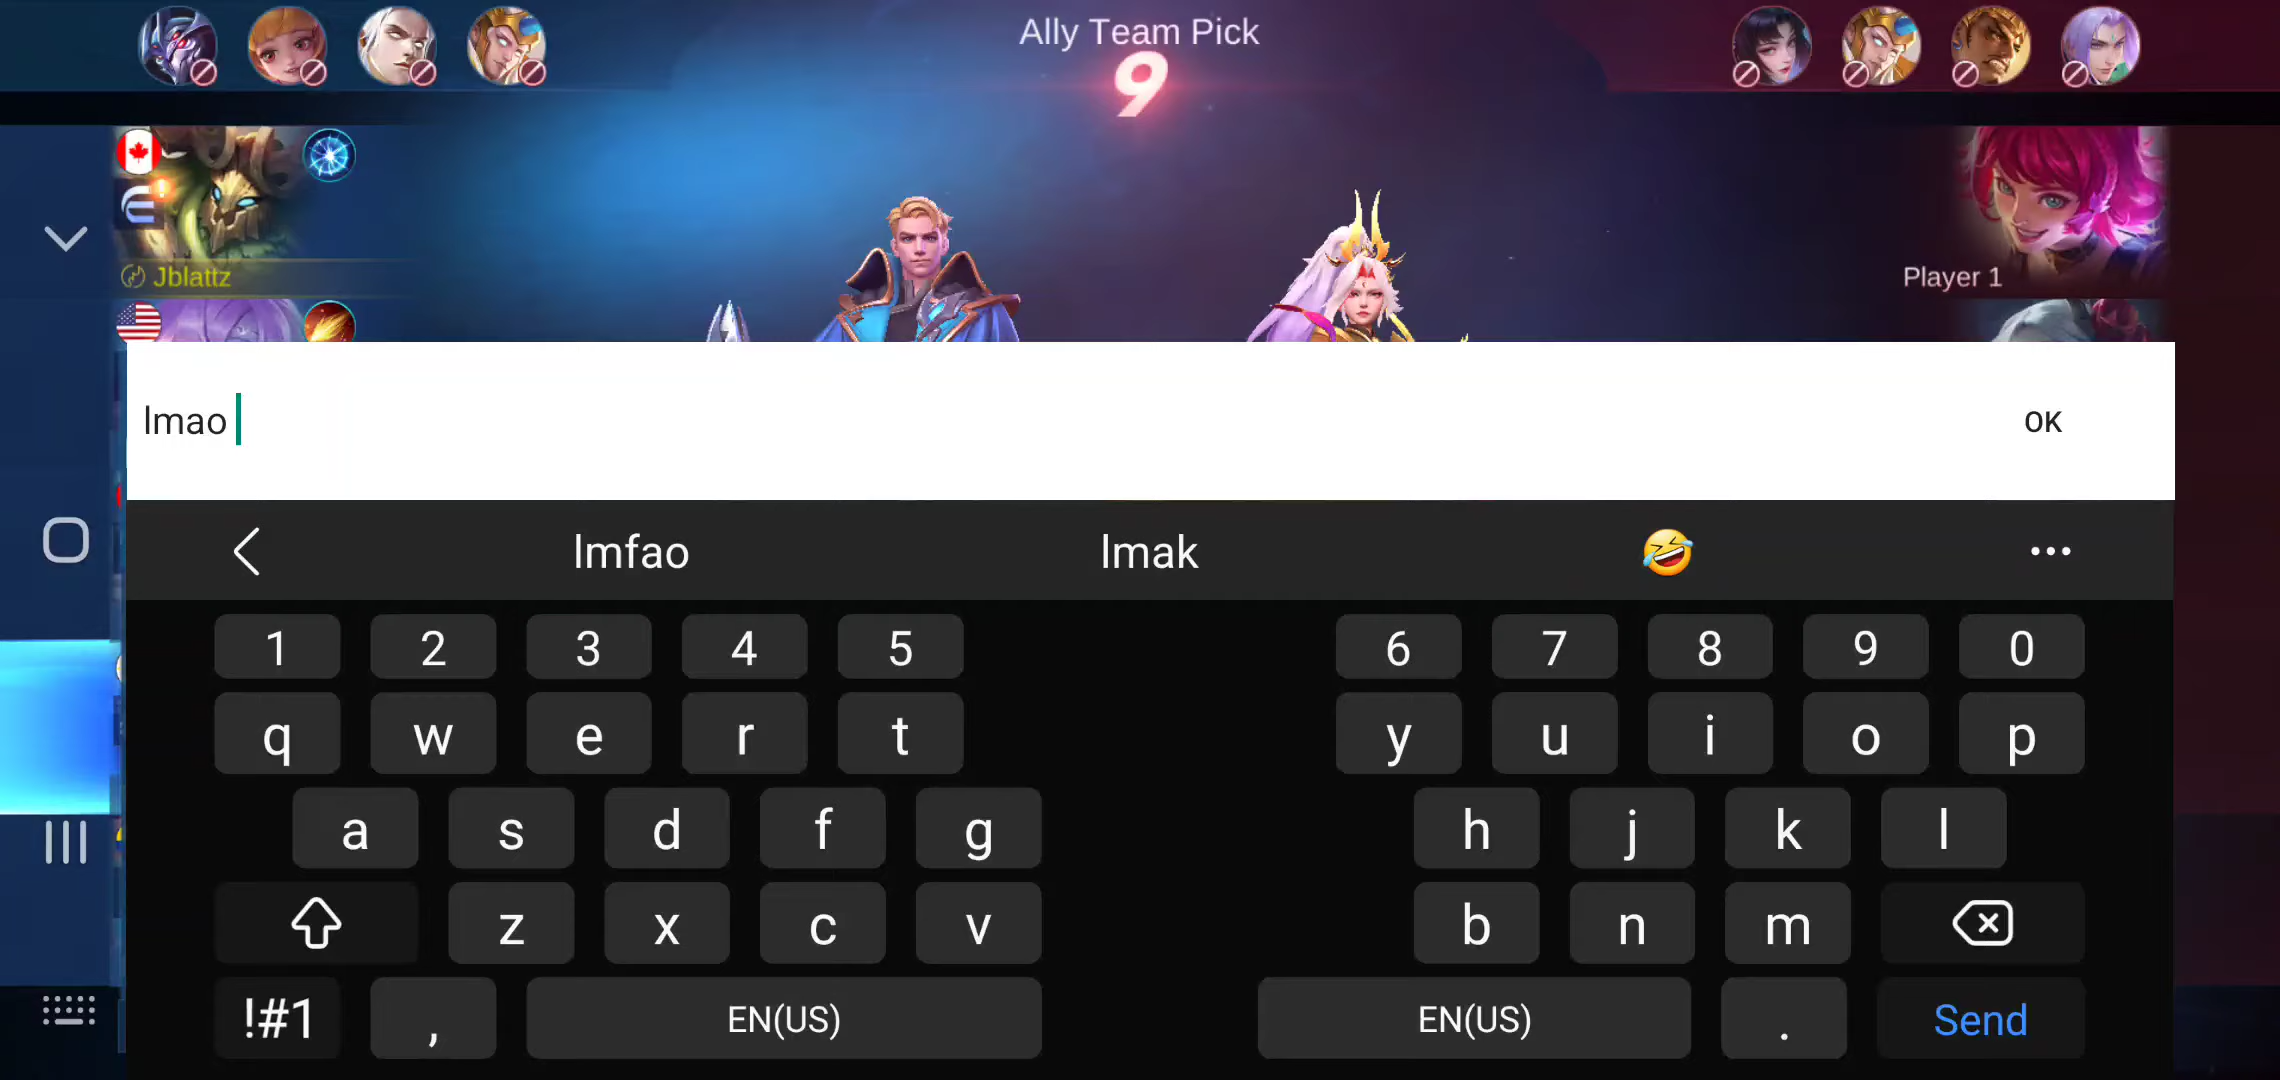 Ally Team Pick
9
Jblattz
Player 1
lmao
OK
lmfao
lmak
1 2 3 4 5 6 7 8 9 0
q w e r t y u i o p
a s d f g h j k l
z x c v b n m
!#1 , EN(US) EN(US) . Send